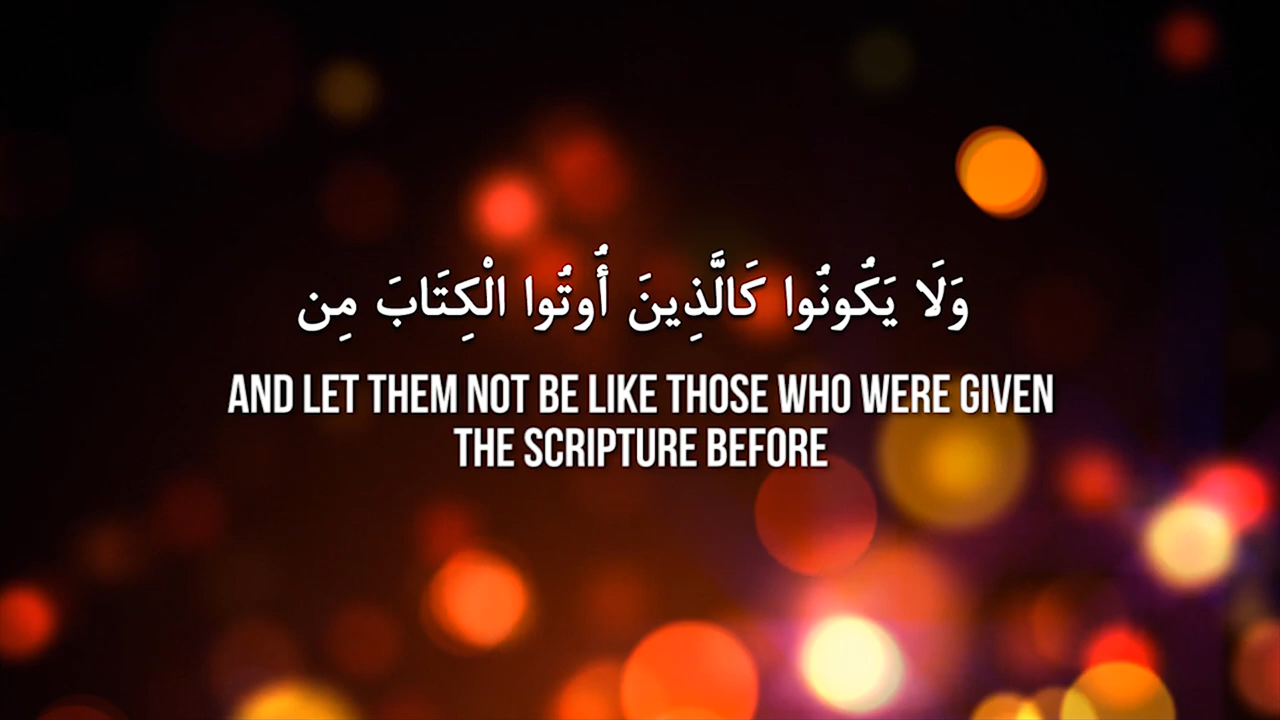 وَلَا يَكُونُوا كَالَّذِينَ أُوتُوا الْكِتَابَ مِن
AND LET THEM NOT BE LIKE THOSE WHO WERE GIVEN
THE SCRIPTURE BEFORE